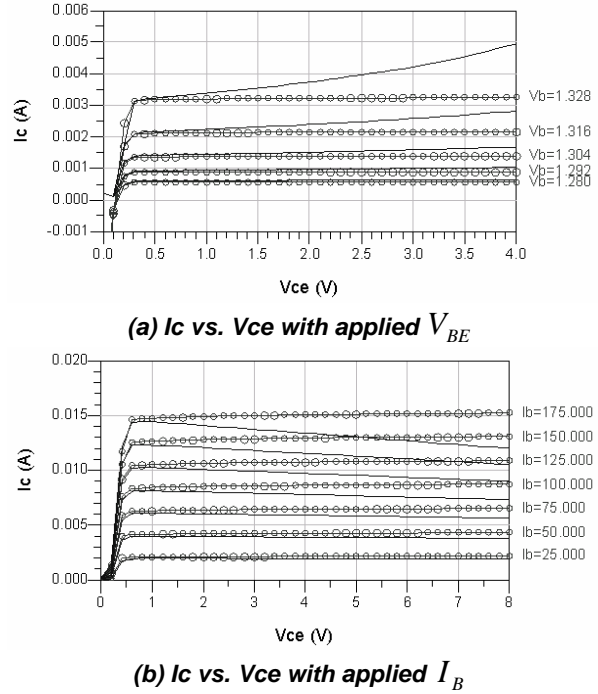 0.006
0.005
0.004
0.003
0.002
0.001
0.000
-0.001
Ic (A)
Vb=1.328
Vb=1.316
Vb=1.304
Vb=1.292
Vb=1.280
0.0 0.5 1.0 1.5 2.0 2.5 3.0 3.5 4.0
Vce (V)
(a) Ic vs. Vce with applied V_BE
0.020
0.015
0.010
0.005
0.000
Ic (A)
Ib=175.000
Ib=150.000
Ib=125.000
Ib=100.000
Ib=75.000
Ib=50.000
Ib=25.000
0 1 2 3 4 5 6 7 8
Vce (V)
(b) Ic vs. Vce with applied I_B